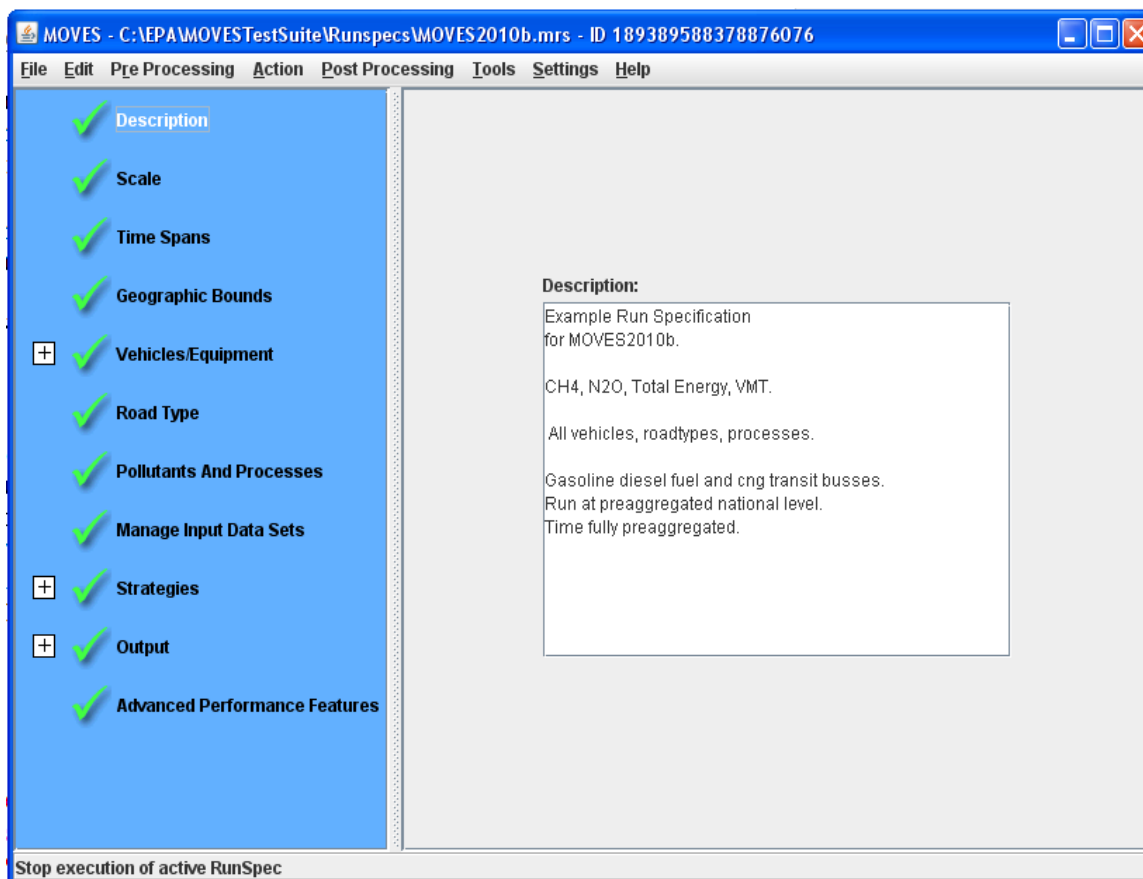 MOVES - C:\EPA\MOVESTestSuite\Runspecs\MOVES2010b.mrs - ID 189389588378876076
File Edit Pre Processing Action Post Processing Tools Settings Help
Description
Scale
Time Spans
Geographic Bounds
Vehicles/Equipment
Road Type
Pollutants And Processes
Manage Input Data Sets
Strategies
Output
Advanced Performance Features
Description:
Example Run Specification
for MOVES2010b.
CH4, N2O, Total Energy, VMT.
All vehicles, roadtypes, processes.
Gasoline diesel fuel and cng transit busses.
Run at preaggregated national level.
Time fully preaggregated.
Stop execution of active RunSpec